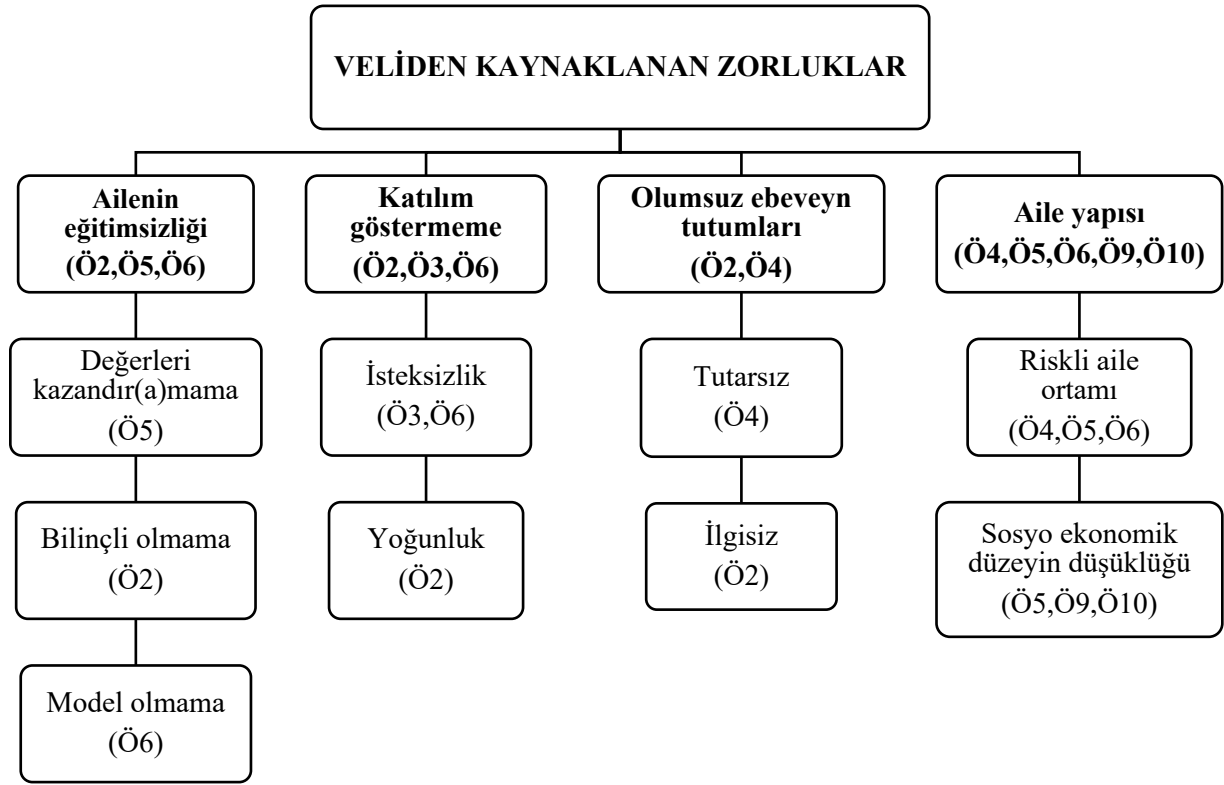 VELİDEN KAYNAKLANAN ZORLUKLAR
Ailenin
eğitimsizliği
(Ö2,Ö5,Ö6)
Değerleri
kazandır(a)mama
(Ö5)
Bilinçli olmama
(Ö2)
Model olmama
(Ö6)
Katılım
göstermeme
(Ö2,Ö3,Ö6)
İsteksizlik
(Ö3,Ö6)
Yoğunluk
(Ö2)
Olumsuz ebeveyn
tutumları
(Ö2,Ö4)
Tutarsız
(Ö4)
İlgisiz
(Ö2)
Aile yapısı
(Ö4,Ö5,Ö6,Ö9,Ö10)
Riskli aile
ortamı
(Ö4,Ö5,Ö6)
Sosyo ekonomik
düzeyin düşüklüğü
(Ö5,Ö9,Ö10)